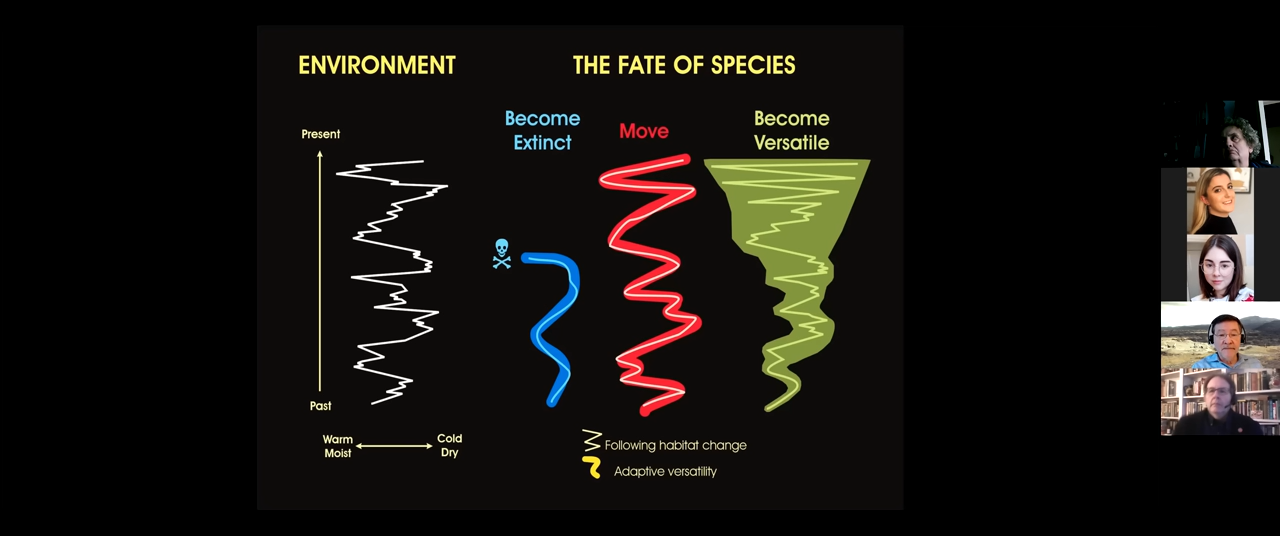 ENVIRONMENT
THE FATE OF SPECIES
Present
Past
Warm
Moist
Cold
Dry
Become
Extinct
Move
Become
Versatile
Following habitat change
Adaptive versatility